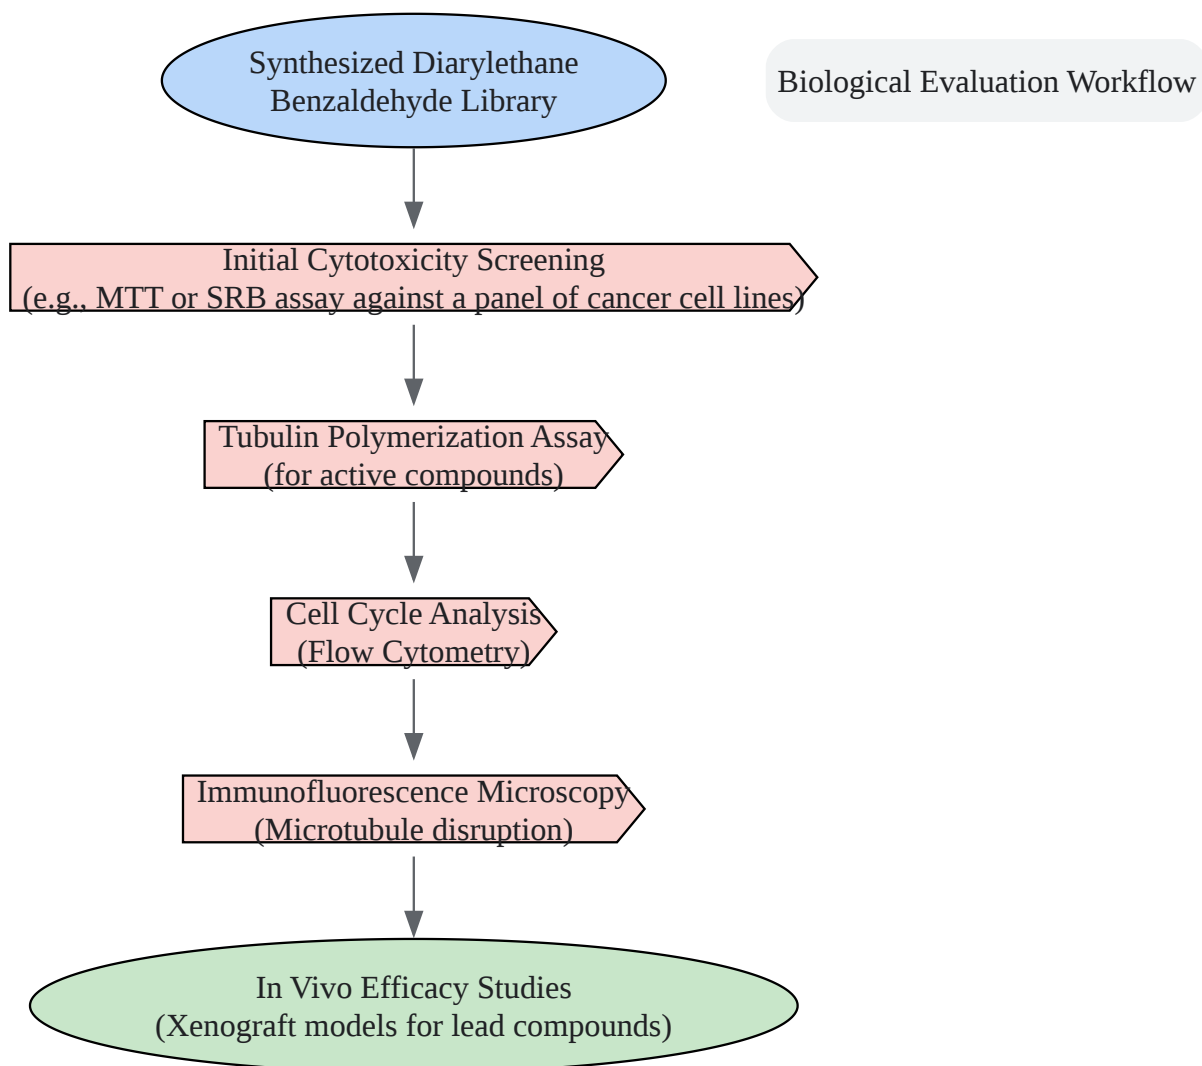 Synthesized Diarylethane
Benzaldehyde Library
Biological Evaluation Workflow
Initial Cytotoxicity Screening
(e.g., MTT or SRB assay against a panel of cancer cell lines)
Tubulin Polymerization Assay
(for active compounds)
Cell Cycle Analysis
(Flow Cytometry)
Immunofluorescence Microscopy
(Microtubule disruption)
In Vivo Efficacy Studies
(Xenograft models for lead compounds)